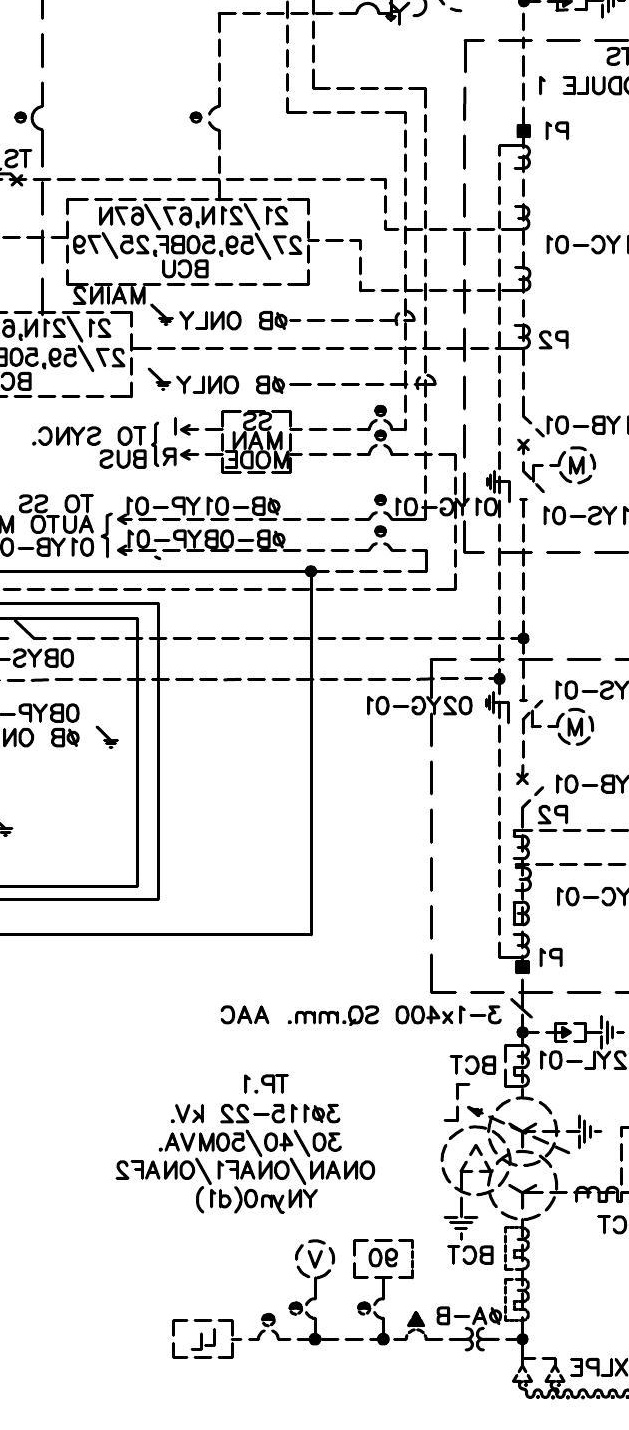 TS
DULE 1
P1
TS
21/21N,67/67N
27/59,50BF,25/79
BCU
1YC-01
MAIN2
21/21N,6
27/59,50B
BC
ØB ONLY
P2
ØB ONLY
SS
MAN
MODE
I
R
TO SYNC.
BUS
1YB-01
M
01YG-01
1YS-01
ØB-01YP-01
ØB-0BYP-01
TO SS
AUTO M
01YB-0
0BYS-
0BYP-
ØB ON
02YG-01
YS-01
M
YB-01
P2
YC-01
P1
3-1x400 SQ.mm. AAC
2YL-01
BCT
TP.1
3Ø115-22 kV.
30/40/50MVA.
ONAN/ONAF1/ONAF2
YNyn0(d1)
CT
BCT
V
90
ØA-B
LL
XLPE